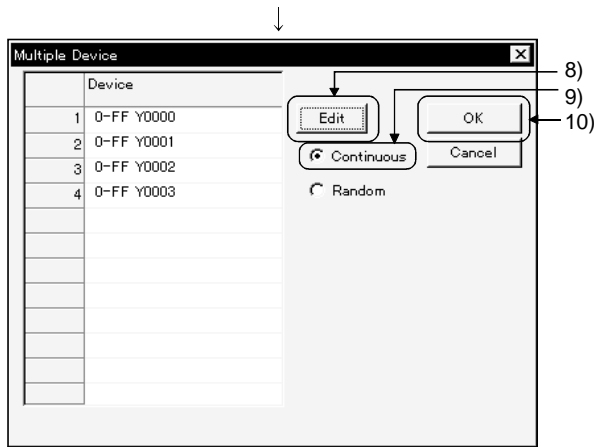 Multiple Device
Device
1 0-FF Y0000
2 0-FF Y0001
3 0-FF Y0002
4 0-FF Y0003
Edit
OK
Continuous
Cancel
Random
8)
9)
10)